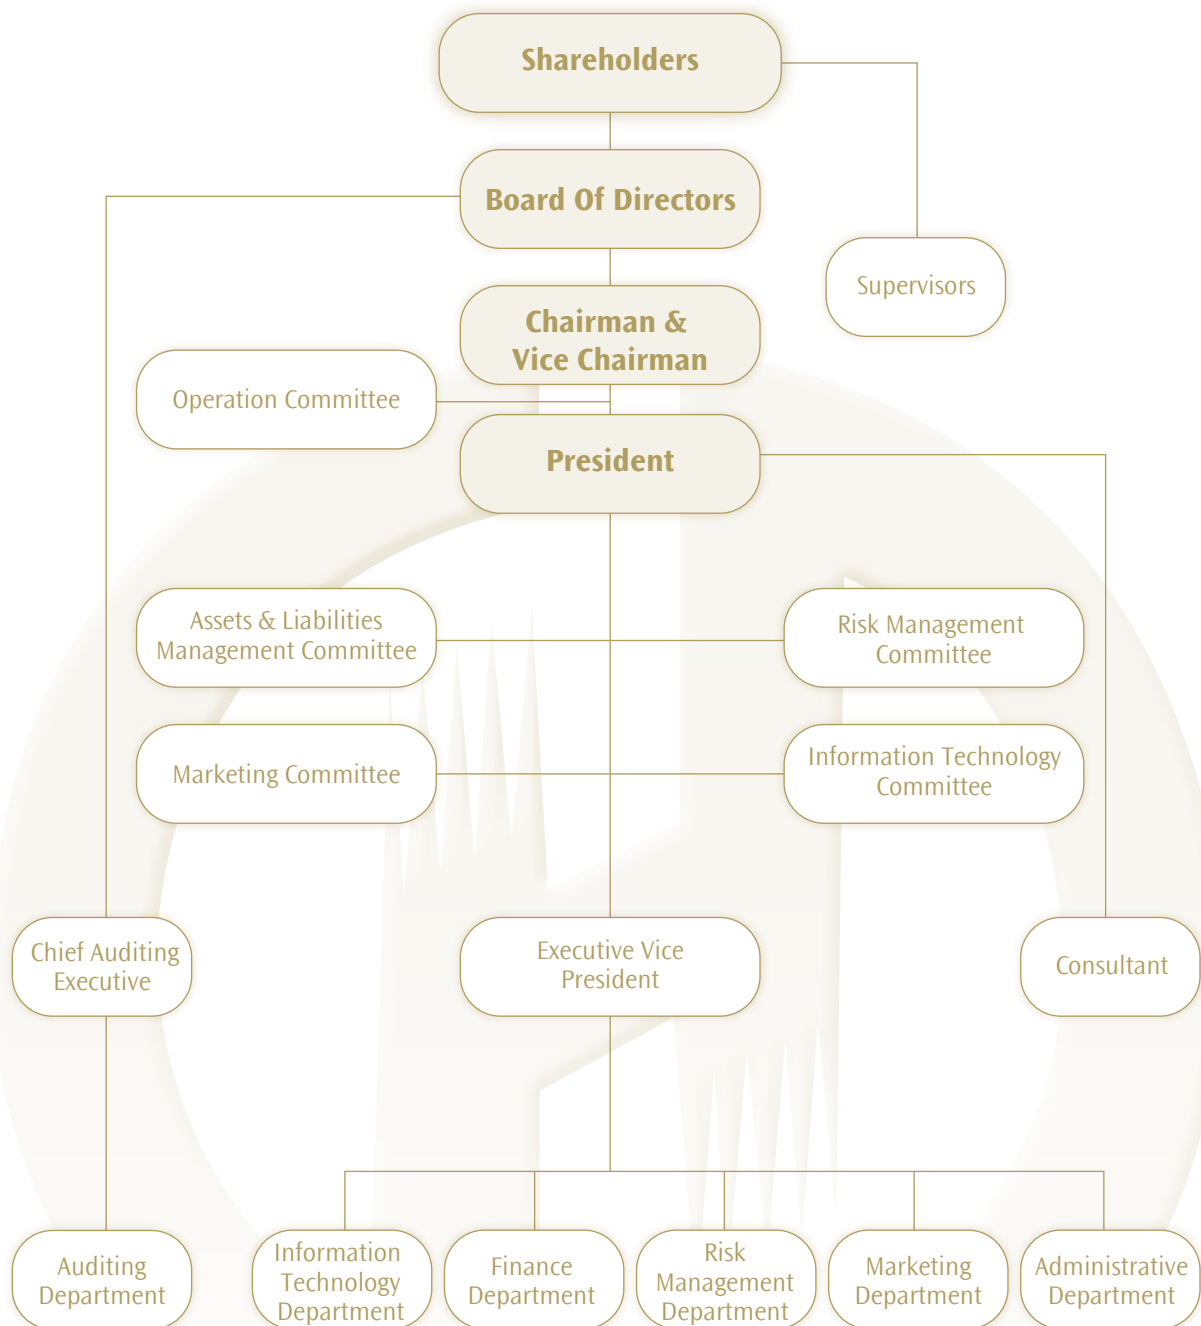 Shareholders
Board Of Directors
Supervisors
Chairman &
Vice Chairman
Operation Committee
President
Assets & Liabilities
Management Committee
Risk Management
Committee
Marketing Committee
Information Technology
Committee
Chief Auditing
Executive
Executive Vice
President
Consultant
Auditing
Department
Information
Technology
Department
Finance
Department
Risk
Management
Department
Marketing
Department
Administrative
Department